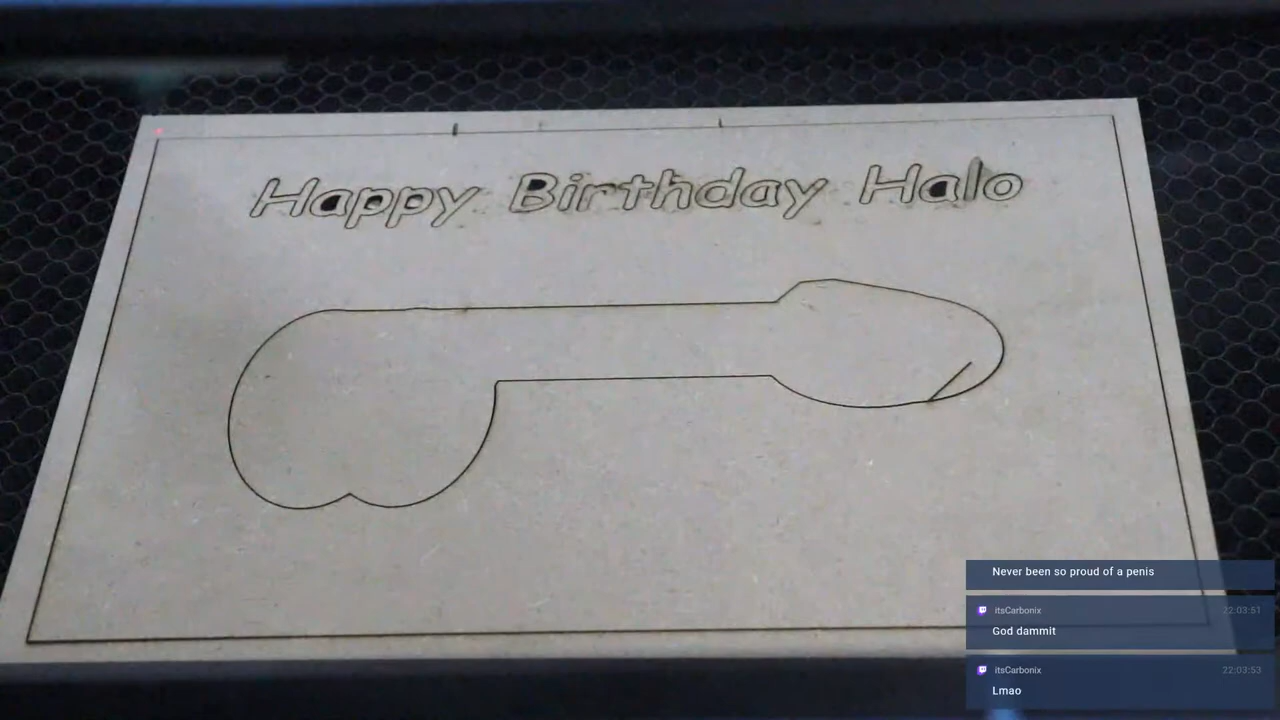 Happy Birthday Halo
Never been so proud of a penis
itsCarbonix 22:03:51
God dammit
itsCarbonix 22:03:53
Lmao